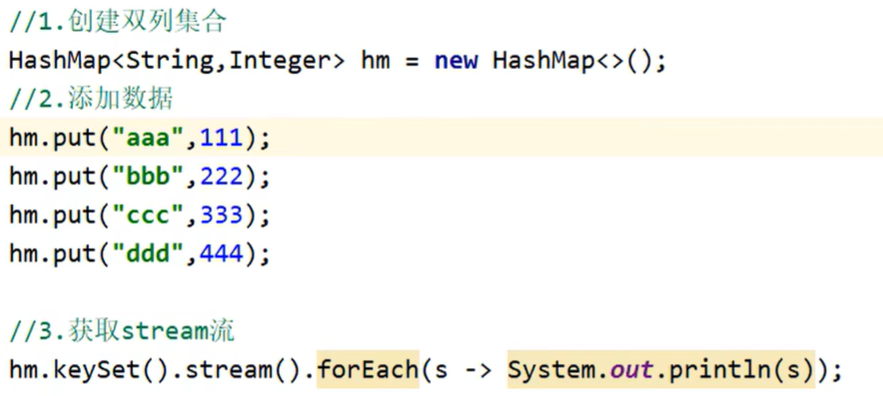 //1.创建双列集合
HashMap<String,Integer> hm = new HashMap<>();
//2.添加数据
hm.put("aaa",111);
hm.put("bbb",222);
hm.put("ccc",333);
hm.put("ddd",444);
//3.获取stream流
hm.keySet().stream().forEach(s -> System.out.println(s));